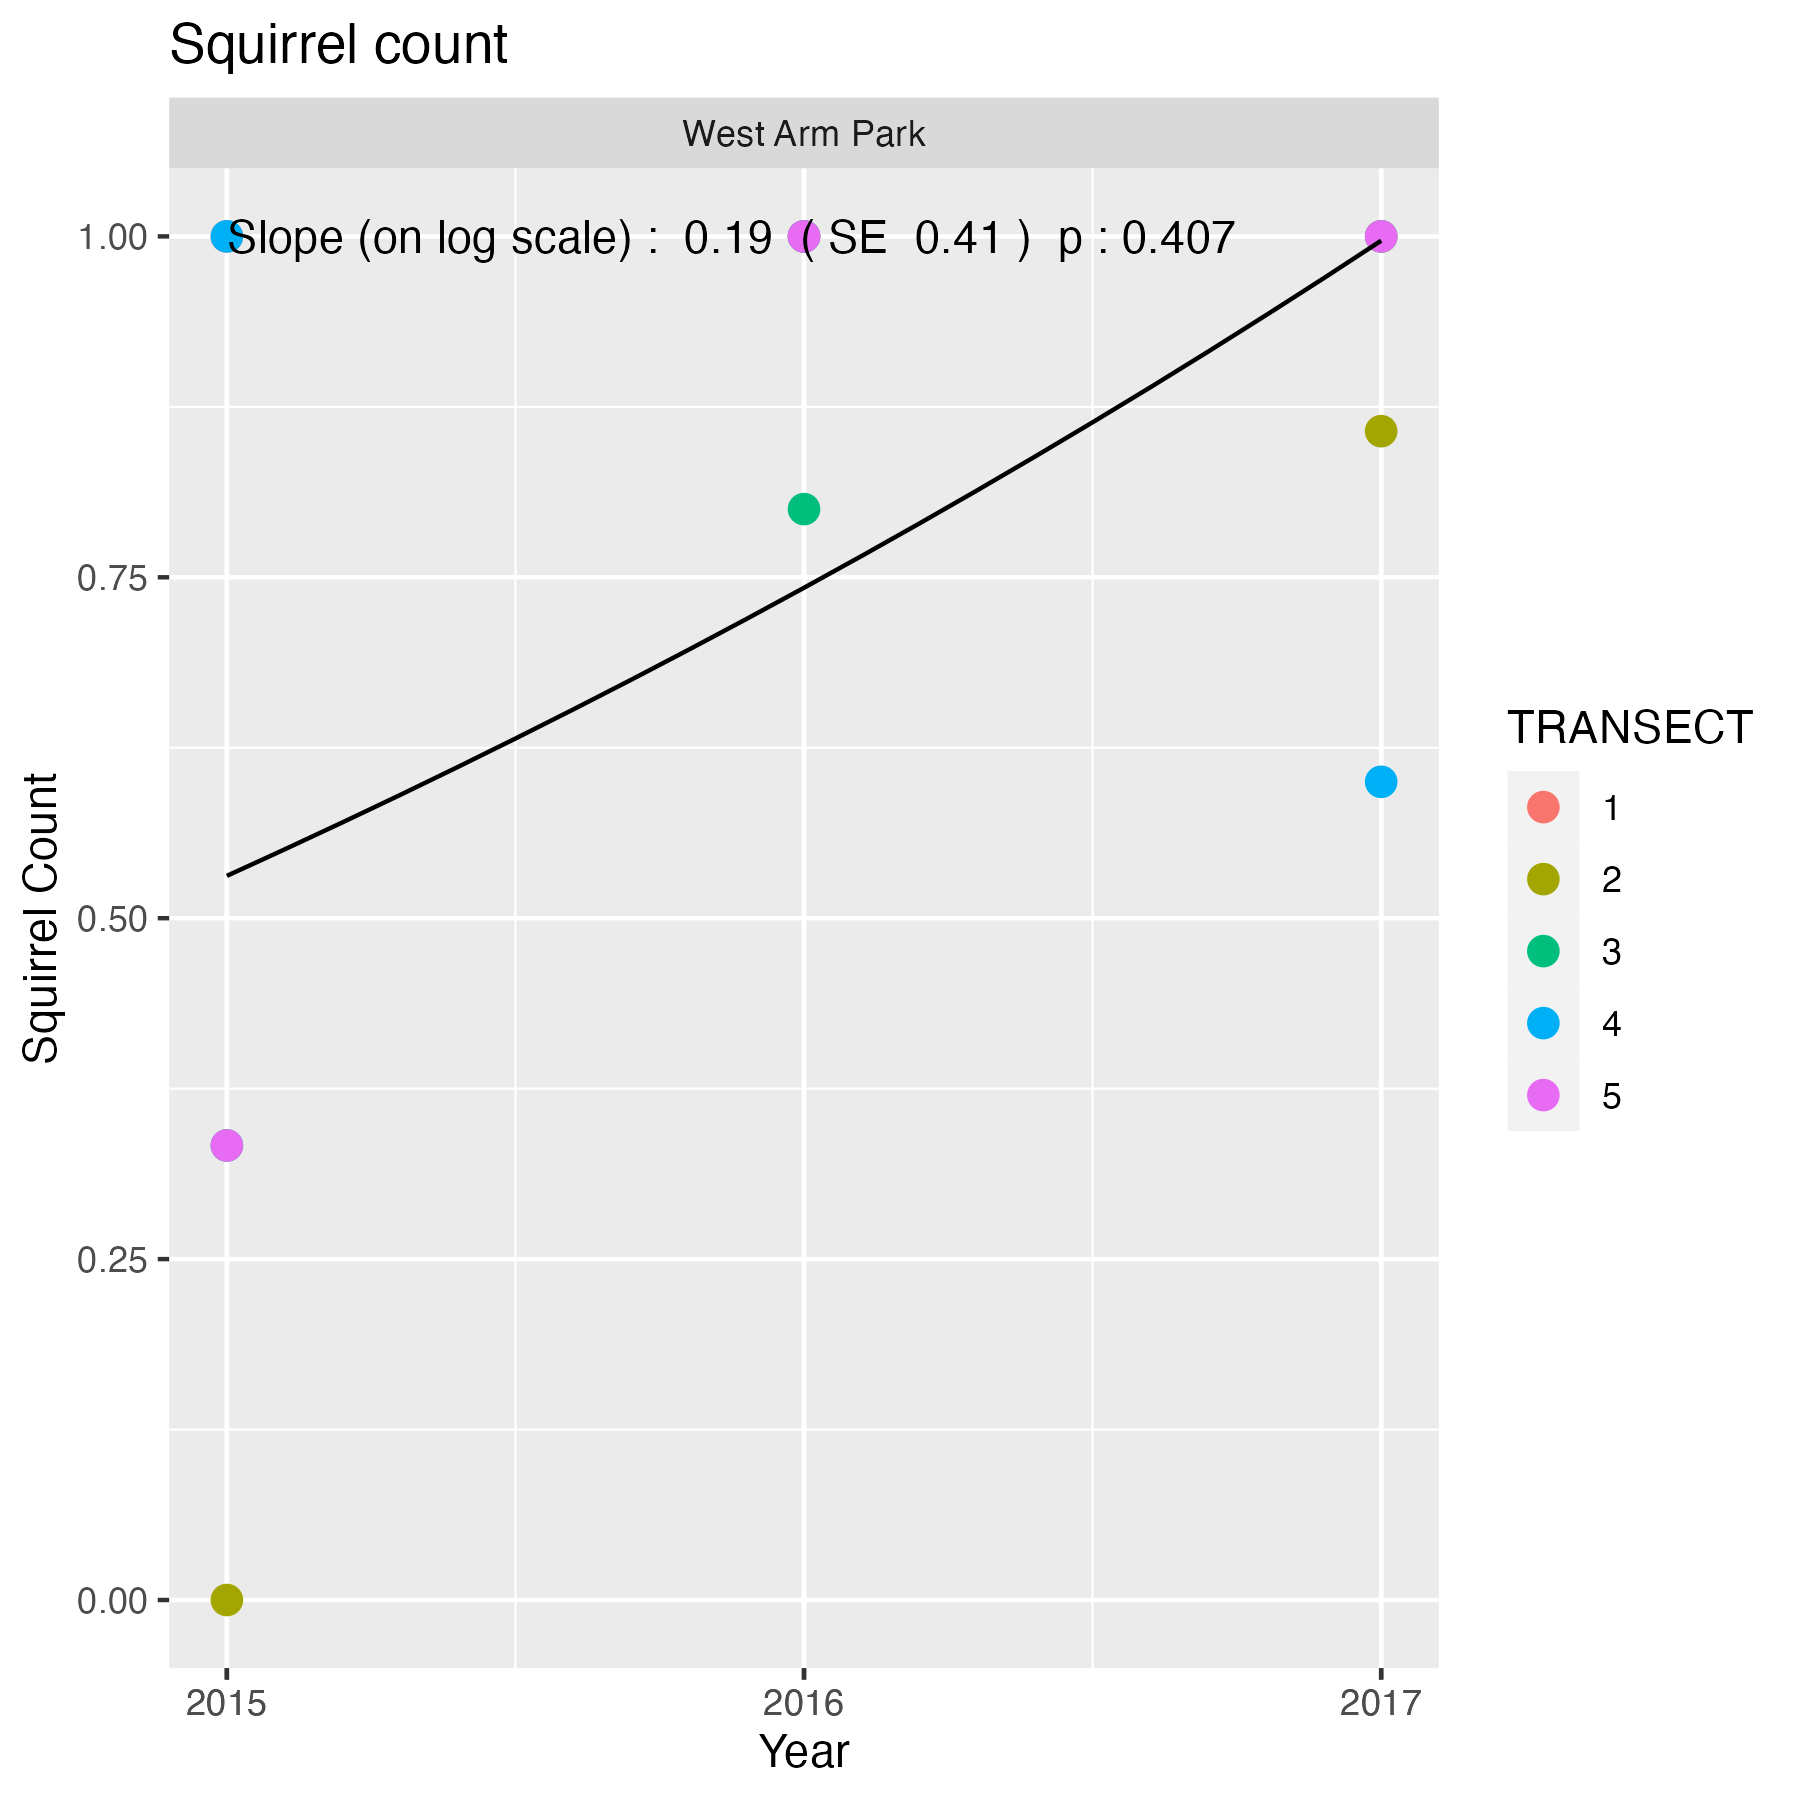 Squirrel count
West Arm Park
Slope (on log scale) :  0.19  ( SE  0.41 )  p : 0.407
1.00
0.75
0.50
0.25
0.00
Squirrel Count
2015
2016
2017
Year
TRANSECT
1
2
3
4
5